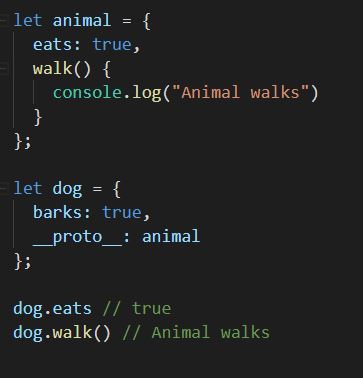 let animal = {
  eats: true,
  walk() {
    console.log("Animal walks")
  }
};

let dog = {
  barks: true,
  __proto__: animal
};

dog.eats // true
dog.walk() // Animal walks